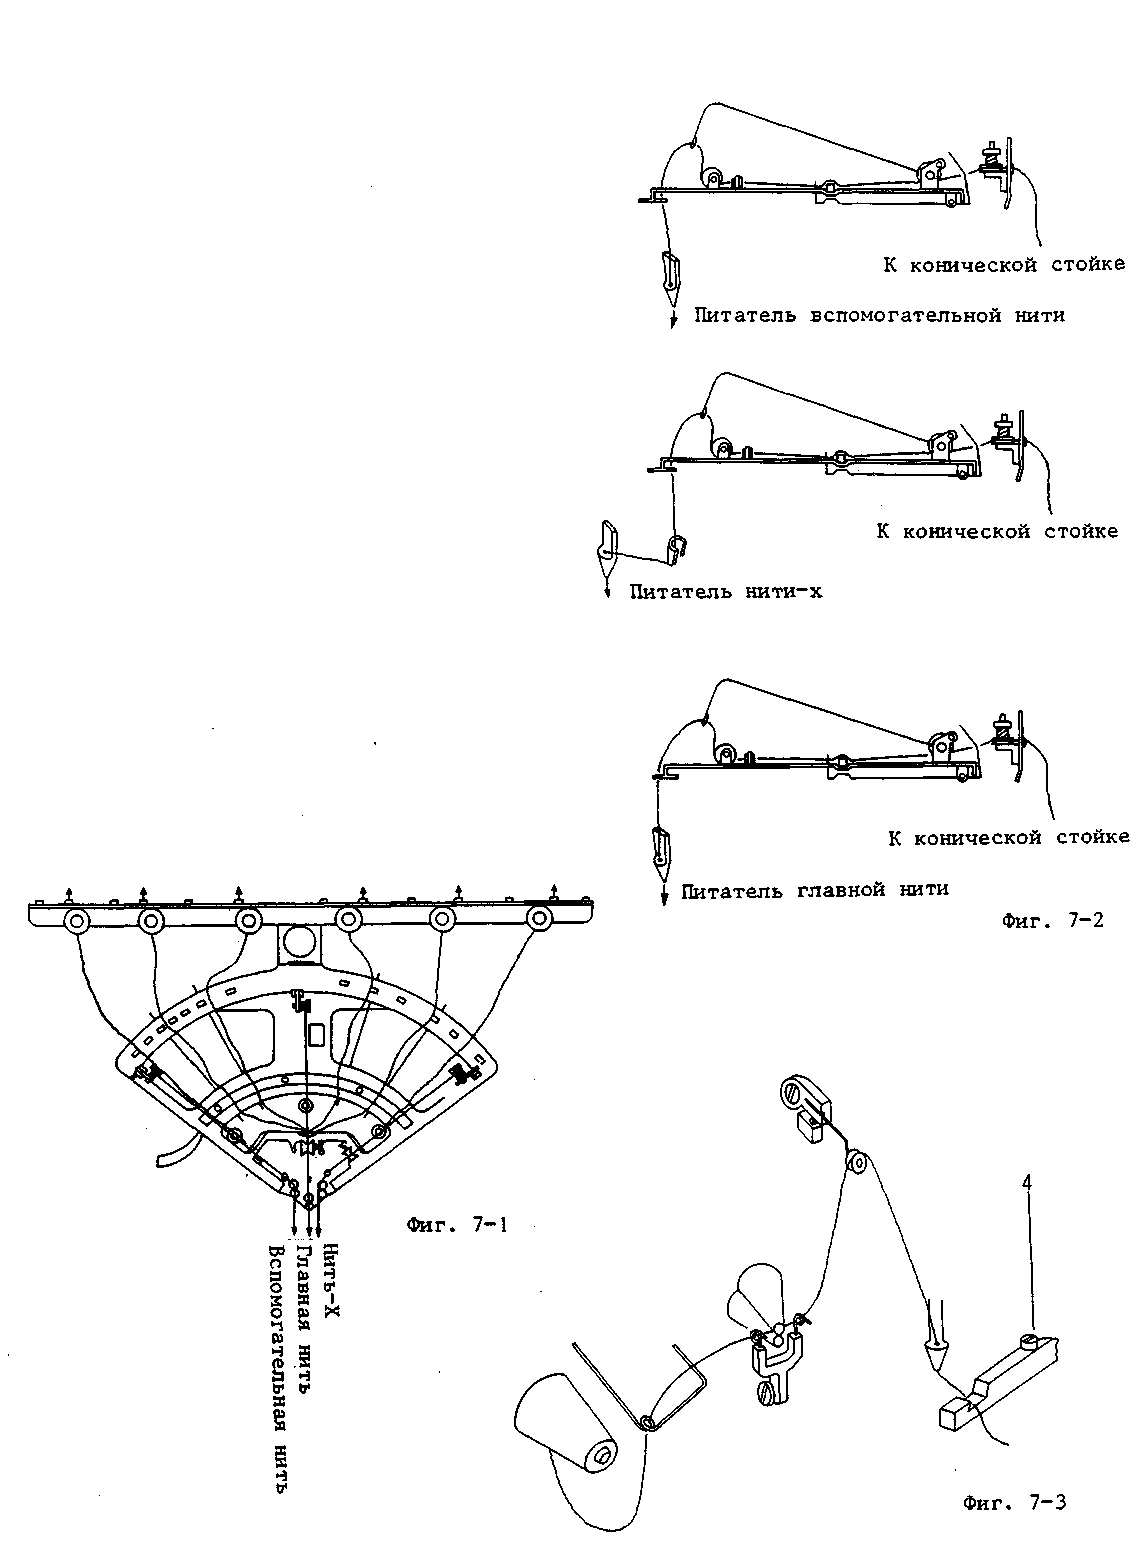 К конической стойке
Питатель вспомогательной нити
К конической стойке
Питатель нити-х
К конической стойке
Питатель главной нити
Фиг. 7-2
Фиг. 7-1
Нить-Х
Главная нить
Вспомогательная нить
4
Фиг. 7-3